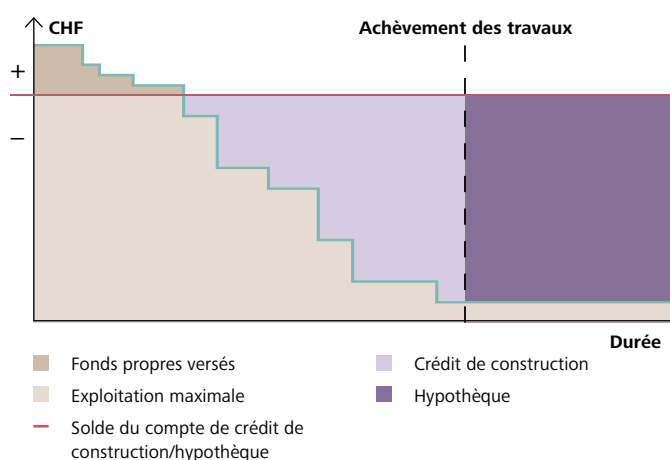 CHF
Achèvement des travaux
+
–
Durée
Fonds propres versés
Exploitation maximale
Solde du compte de crédit de
construction/hypothèque
Crédit de construction
Hypothèque